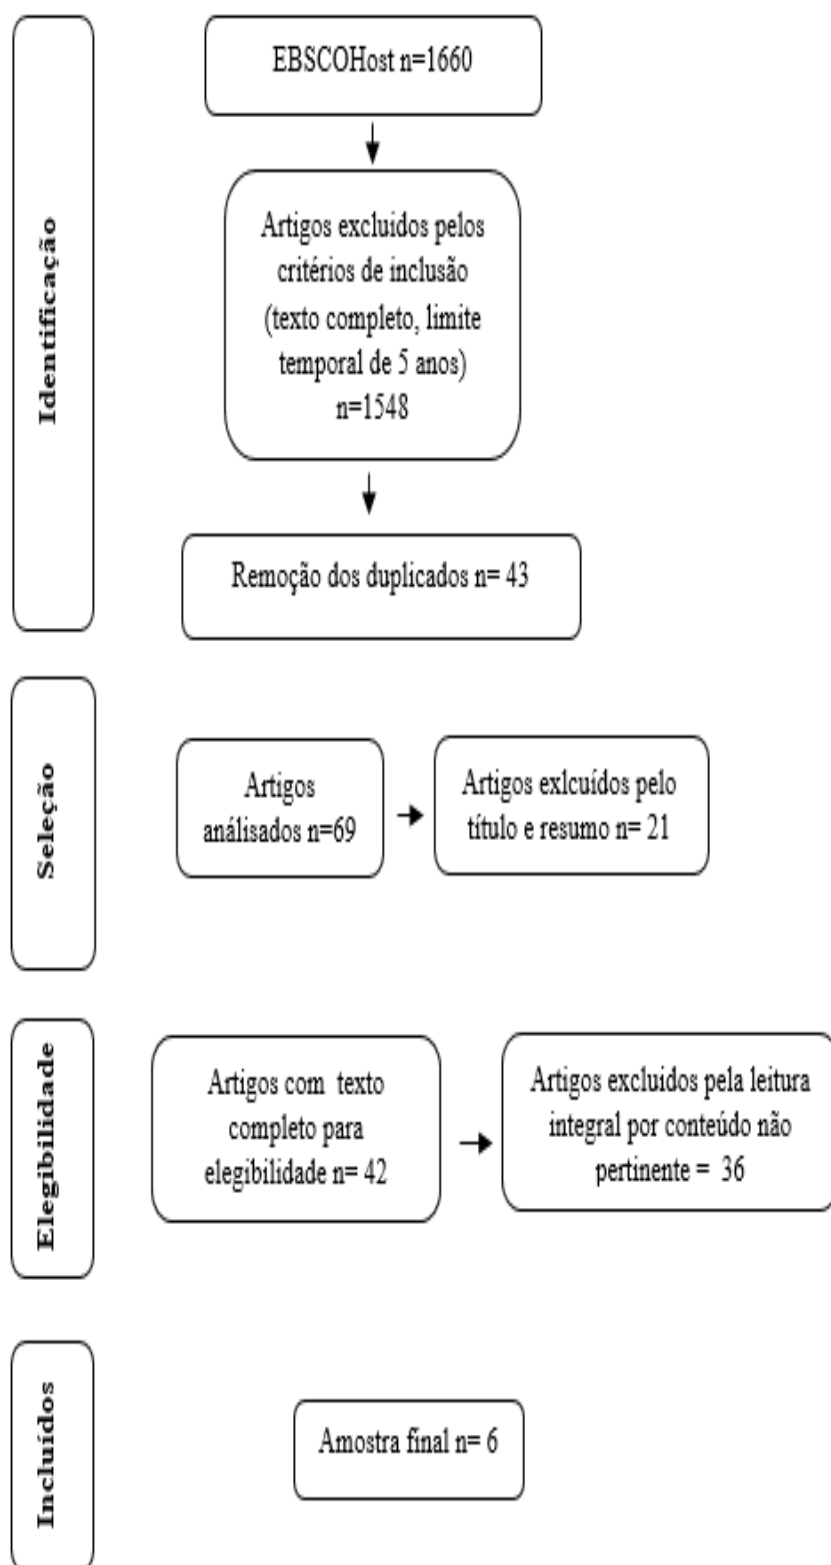 Identificação
EBSCOHost n=1660
Artigos excluidos pelos
critérios de inclusão
(texto completo, limite
temporal de 5 anos)
n=1548
Remoção dos duplicados n= 43
Seleção
Artigos
análisados n=69
Artigos exlcuídos pelo
título e resumo n= 21
Elegibilidade
Artigos com texto
completo para
elegibilidade n= 42
Artigos excluidos pela leitura
integral por conteúdo não
pertinente = 36
Incluídos
Amostra final n= 6